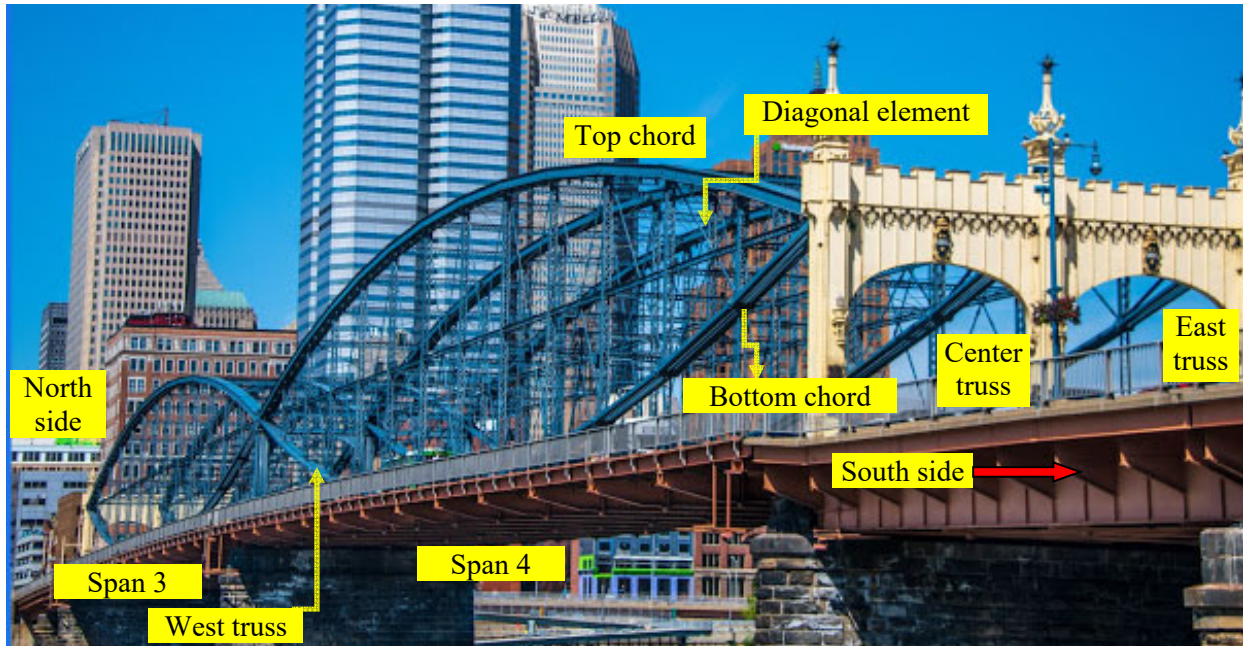 Diagonal element
Top chord
North
side
Center
truss
East
truss
Bottom chord
South side
Span 3
Span 4
West truss